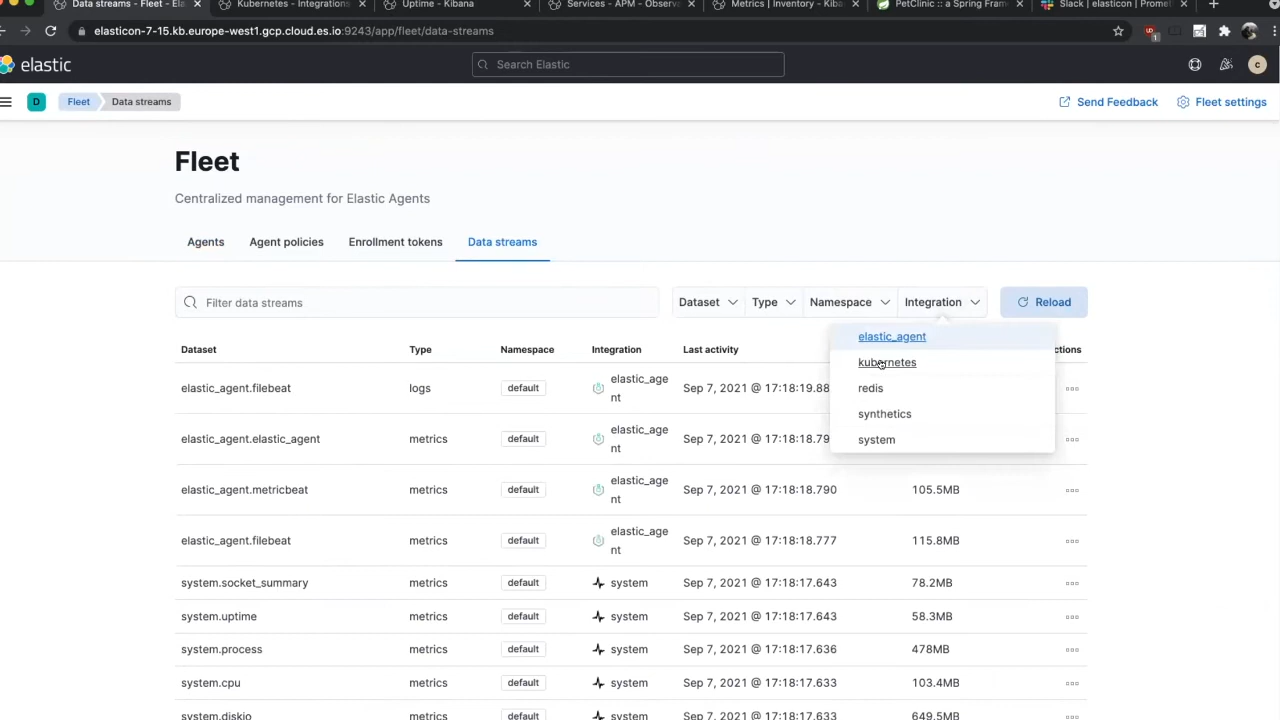 Data streams - Fleet - Ela
Kubernetes - Integrations
Uptime - Kibana
Services - APM - Observa
Metrics | Inventory - Kiba
PetClinic :: a Spring Fram
Slack | elasticon | Promet
elasticon-7-15.kb.europe-west1.gcp.cloud.es.io:9243/app/fleet/data-streams
1
elastic
Search Elastic
c
D
Fleet
Data streams
Send Feedback
Fleet settings
Fleet
Centralized management for Elastic Agents
Agents
Agent policies
Enrollment tokens
Data streams
Filter data streams
Dataset
Type
Namespace
Integration
Reload
elastic_agent
kubernetes
redis
synthetics
system
Dataset
Type
Namespace
Integration
Last activity
ctions
elastic_agent.filebeat
logs
default
elastic_age
nt
Sep 7, 2021 @ 17:18:19.88
elastic_agent.elastic_agent
metrics
default
elastic_age
nt
Sep 7, 2021 @ 17:18:18.79
elastic_agent.metricbeat
metrics
default
elastic_age
nt
Sep 7, 2021 @ 17:18:18.790
105.5MB
elastic_agent.filebeat
metrics
default
elastic_age
nt
Sep 7, 2021 @ 17:18:18.777
115.8MB
system.socket_summary
metrics
default
system
Sep 7, 2021 @ 17:18:17.643
78.2MB
system.uptime
metrics
default
system
Sep 7, 2021 @ 17:18:17.643
58.3MB
system.process
metrics
default
system
Sep 7, 2021 @ 17:18:17.636
478MB
system.cpu
metrics
default
system
Sep 7, 2021 @ 17:18:17.633
103.4MB
system.diskio
metrics
default
system
Sep 7, 2021 @ 17:18:17.633
649.5MB